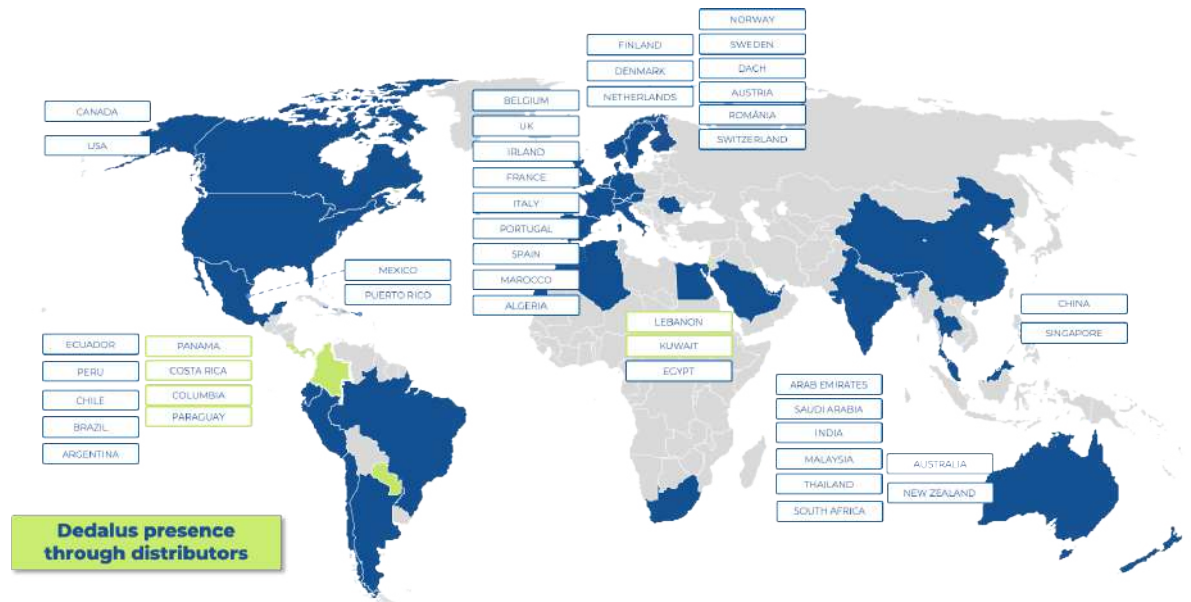 NORWAY
FINLAND
SWEDEN
DENMARK
DACH
NETHERLANDS
AUSTRIA
ROMÂNIA
SWITZERLAND
CANADA
USA
BELGIUM
UK
IRLAND
FRANCE
ITALY
PORTUGAL
SPAIN
MAROCCO
ALGERIA
MEXICO
PUERTO RICO
ECUADOR
PERU
CHILE
BRAZIL
ARGENTINA
PANAMA
COSTA RICA
COLUMBIA
PARAGUAY
LEBANON
KUWAIT
EGYPT
CHINA
SINGAPORE
ARAB EMIRATES
SAUDI ARABIA
INDIA
MALAYSIA
THAILAND
SOUTH AFRICA
AUSTRALIA
NEW ZEALAND
Dedalus presence
through distributors